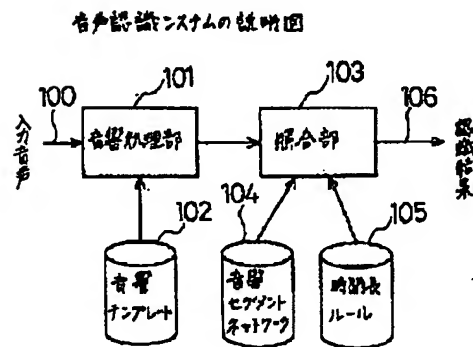 音声認識システムの説明図
100
101
103
106
入力音声
音響処理部
照合部
認識結果
102
104
105
音響
テンプレート
音響
セグメント
ネットワーク
時間長
ルール